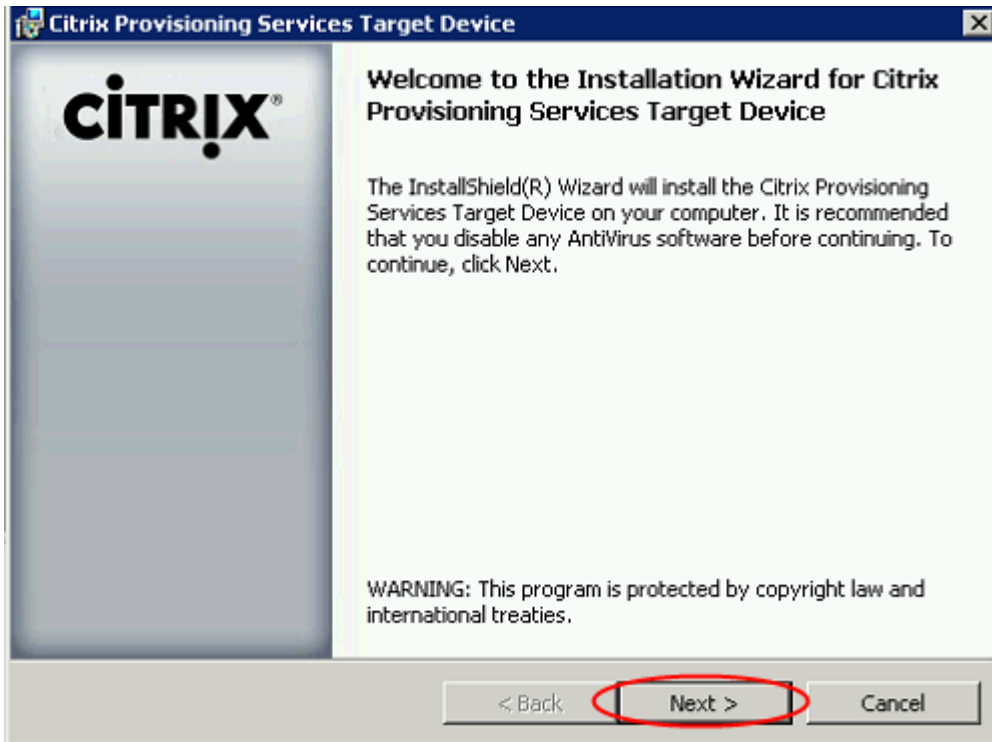 Citrix Provisioning Services Target Device
CİTRIX®
Welcome to the Installation Wizard for Citrix
Provisioning Services Target Device
The InstallShield(R) Wizard will install the Citrix Provisioning
Services Target Device on your computer. It is recommended
that you disable any AntiVirus software before continuing. To
continue, click Next.
WARNING: This program is protected by copyright law and
international treaties.
< Back
Next >
Cancel